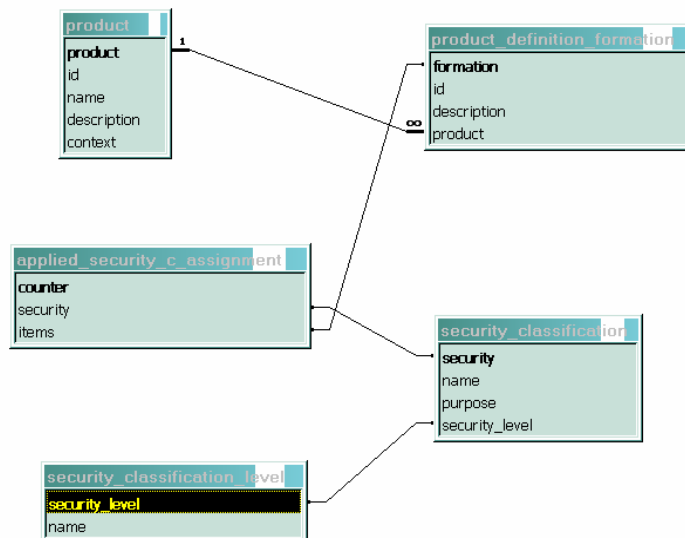 product
product
id
name
description
context
1
product_definition_formation
formation
id
description
product
∞
applied_security_c_assignment
counter
security
items
security_classification
security
name
purpose
security_level
security_classification_level
security_level
name